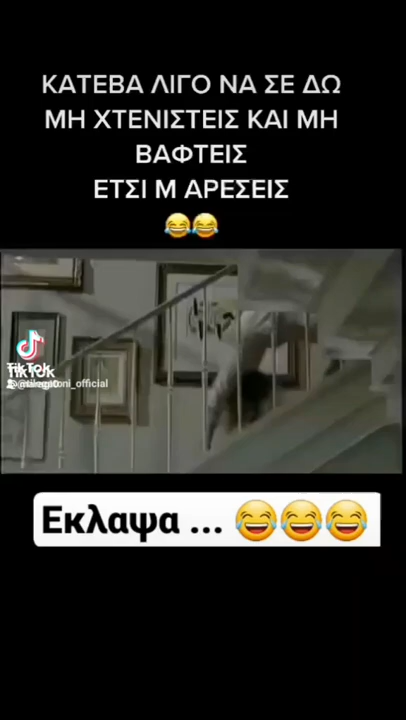 ΚΑΤΕΒΑ ΛΙΓΟ ΝΑ ΣΕ ΔΩ
ΜΗ ΧΤΕΝΙΣΤΕΙΣ ΚΑΙ ΜΗ
ΒΑΦΤΕΙΣ
ΕΤΣΙ Μ ΑΡΕΣΕΙΣ
😂😂
TikTok
Εκλαψα ... 😂😂😂